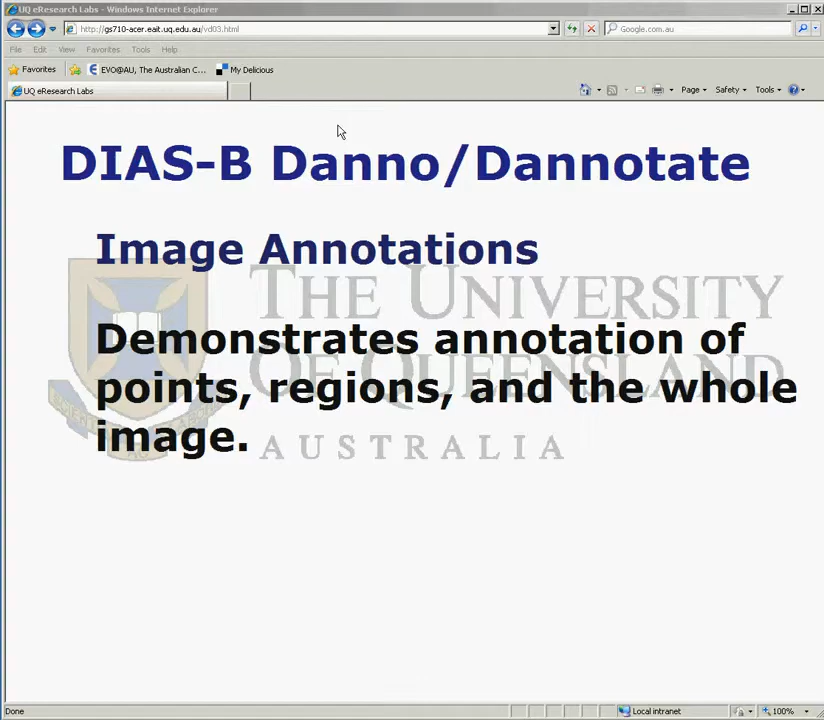 UQ eResearch Labs - Windows Internet Explorer
http://gs710-acer.eait.uq.edu.au/vd03.html
Google.com.au
File Edit View Favorites Tools Help
Favorites EVO@AU, The Australian C... My Delicious
UQ eResearch Labs
Page Safety Tools
DIAS-B Danno/Dannotate
Image Annotations
THE UNIVERSITY
Demonstrates annotation of
OF QUEENSLAND
points, regions, and the whole
image.
AUSTRALIA
Done
Local intranet
100%